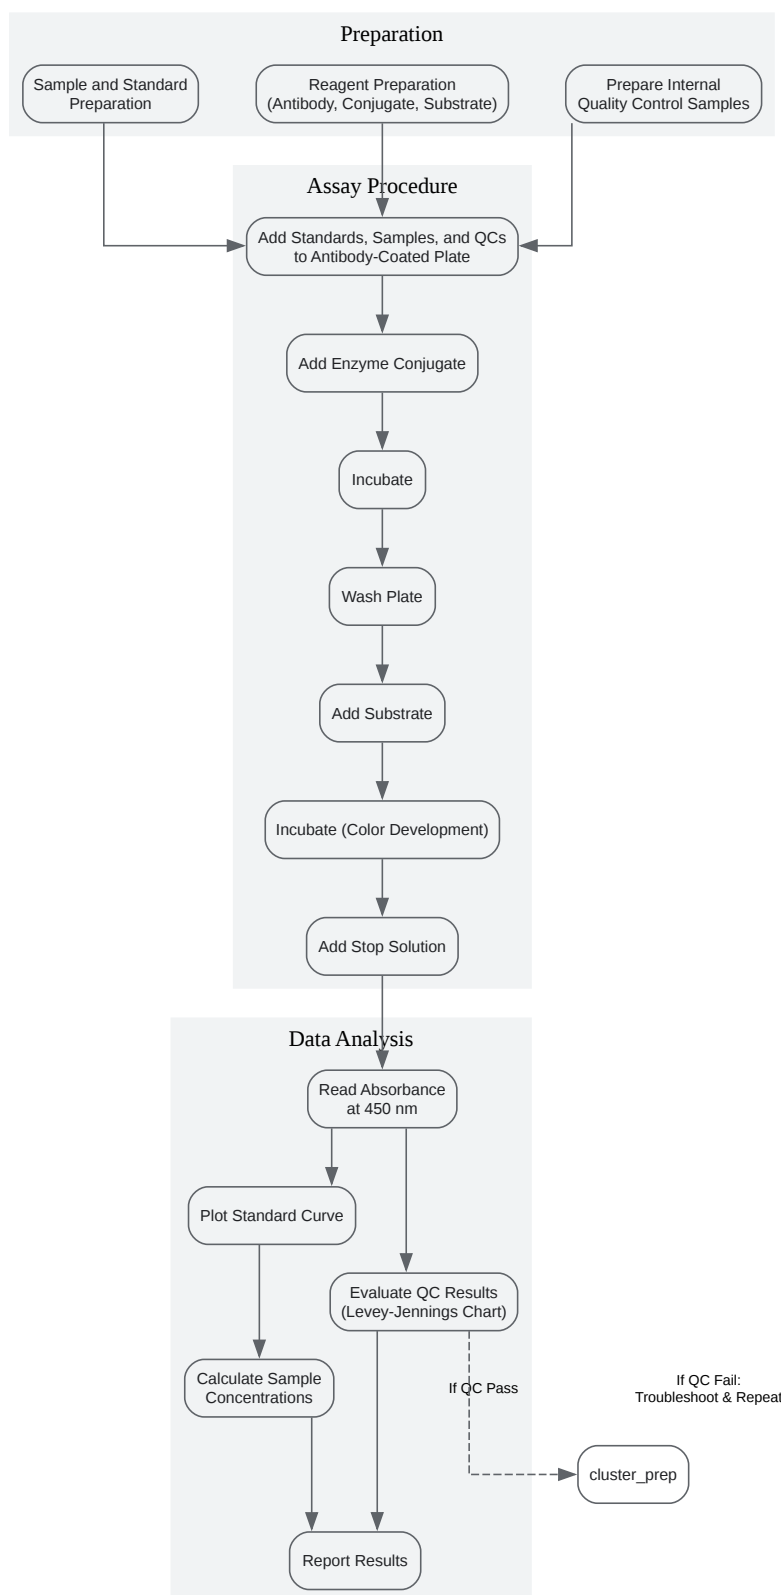 Preparation
Sample and Standard
Preparation
Reagent Preparation
(Antibody, Conjugate, Substrate)
Prepare Internal
Quality Control Samples
Assay Procedure
Add Standards, Samples, and QCs
to Antibody-Coated Plate
Add Enzyme Conjugate
Incubate
Wash Plate
Add Substrate
Incubate (Color Development)
Add Stop Solution
Data Analysis
Read Absorbance
at 450 nm
Plot Standard Curve
Evaluate QC Results
(Levey-Jennings Chart)
Calculate Sample
Concentrations
If QC Pass
If QC Fail:
Troubleshoot & Repeat
cluster_prep
Report Results